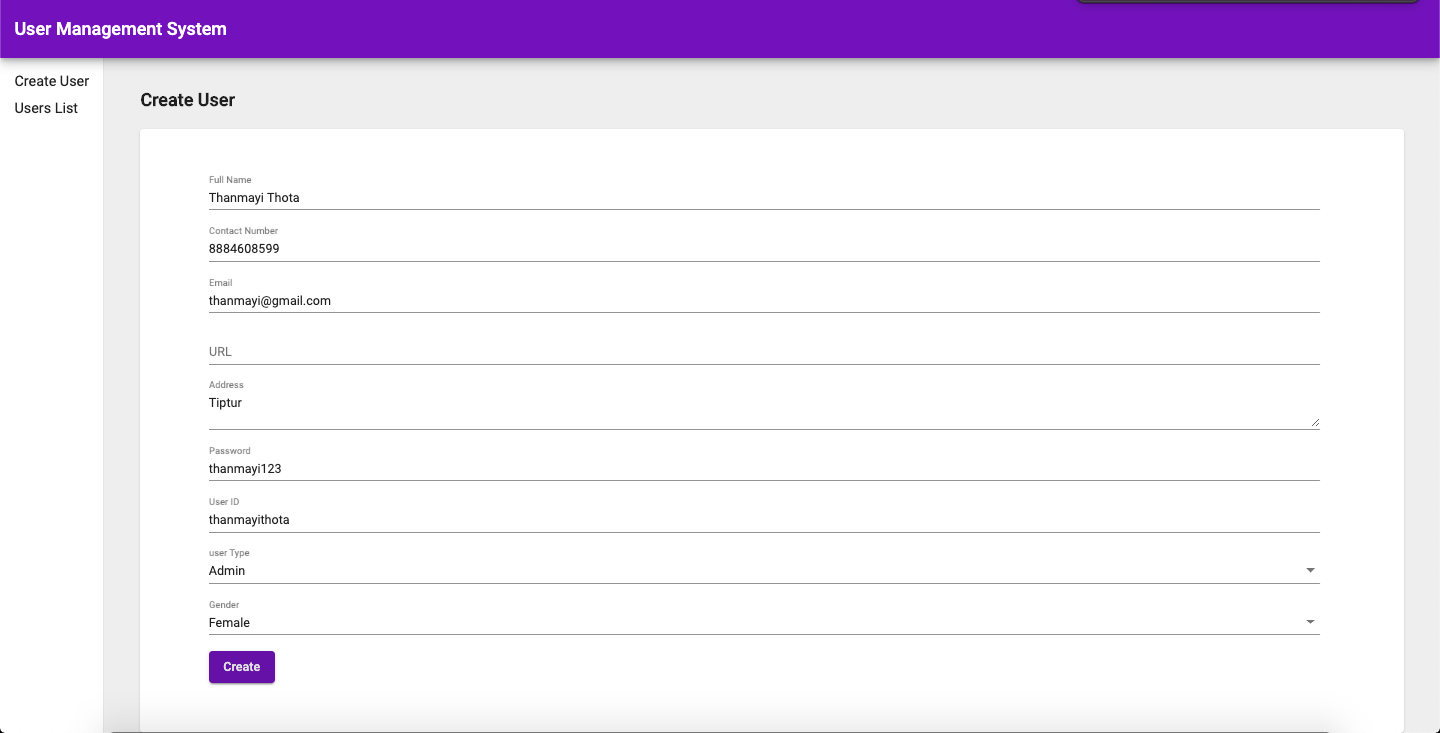 User Management System
Create User
Users List
Create User
Full Name
Thanmayi Thota
Contact Number
8884608599
Email
thanmayi@gmail.com
URL
Address
Tiptur
Password
thanmayi123
User ID
thanmayithota
user Type
Admin
Gender
Female
Create